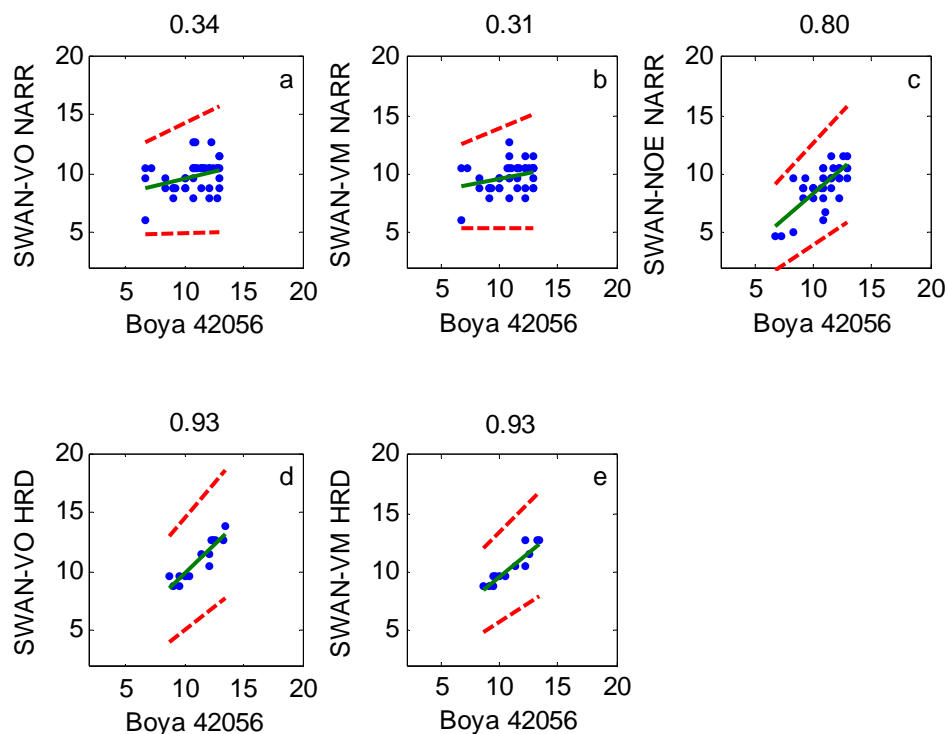 0.34
SWAN-VO NARR
20
15
10
5
a
5 10 15 20
Boya 42056
0.31
SWAN-VM NARR
20
15
10
5
b
5 10 15 20
Boya 42056
0.80
SWAN-NOE NARR
20
15
10
5
c
5 10 15 20
Boya 42056
0.93
SWAN-VO HRD
20
15
10
5
d
5 10 15 20
Boya 42056
0.93
SWAN-VM HRD
20
15
10
5
e
5 10 15 20
Boya 42056